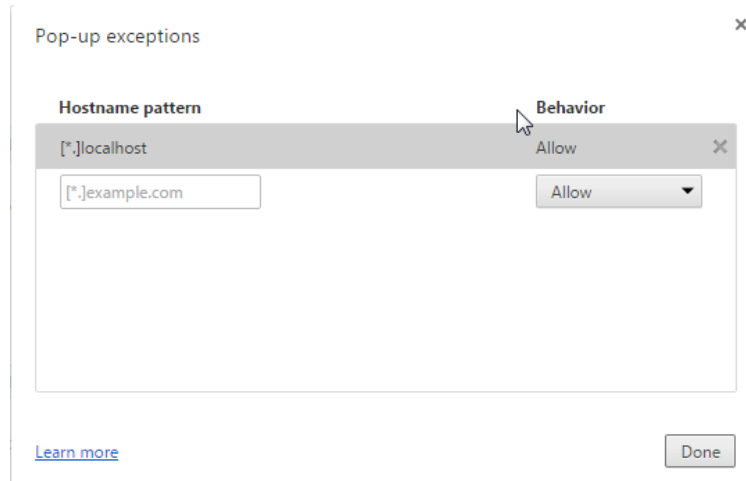 Pop-up exceptions
Hostname pattern Behavior
[*.]localhost Allow
[*.]example.com Allow
Learn more Done